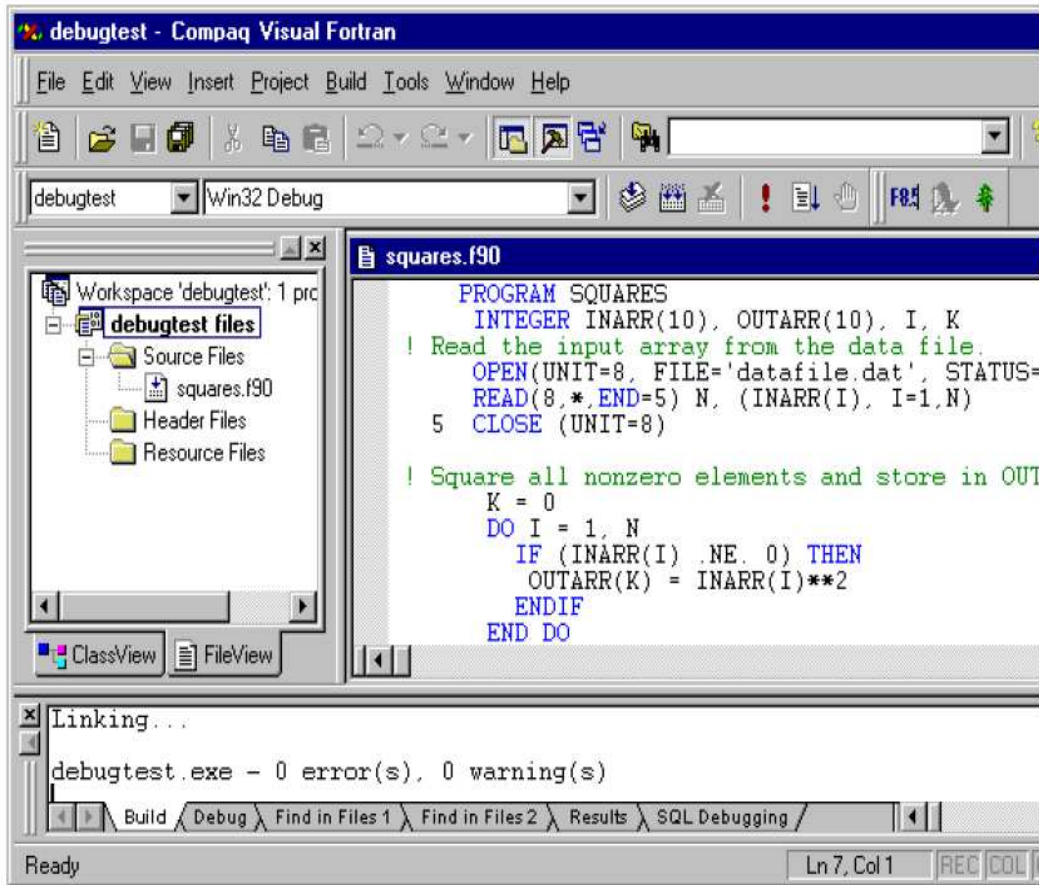 debugtest - Compaq Visual Fortran
File Edit View Insert Project Build Tools Window Help
debugtest Win32 Debug
Workspace 'debugtest': 1 pro
debugtest files
Source Files
squares.f90
Header Files
Resource Files
ClassView FileView
squares.f90
PROGRAM SQUARES
INTEGER INARR(10), OUTARR(10), I, K
! Read the input array from the data file.
OPEN(UNIT=8, FILE='datafile.dat', STATUS=
READ(8,*,END=5) N, (INARR(I), I=1,N)
5 CLOSE (UNIT=8)
! Square all nonzero elements and store in OUT
K = 0
DO I = 1, N
IF (INARR(I) .NE. 0) THEN
OUTARR(K) = INARR(I)**2
ENDIF
END DO
Linking...
debugtest.exe - 0 error(s), 0 warning(s)
Build Debug Find in Files 1 Find in Files 2 Results SQL Debugging
Ready Ln 7, Col 1 REC COL